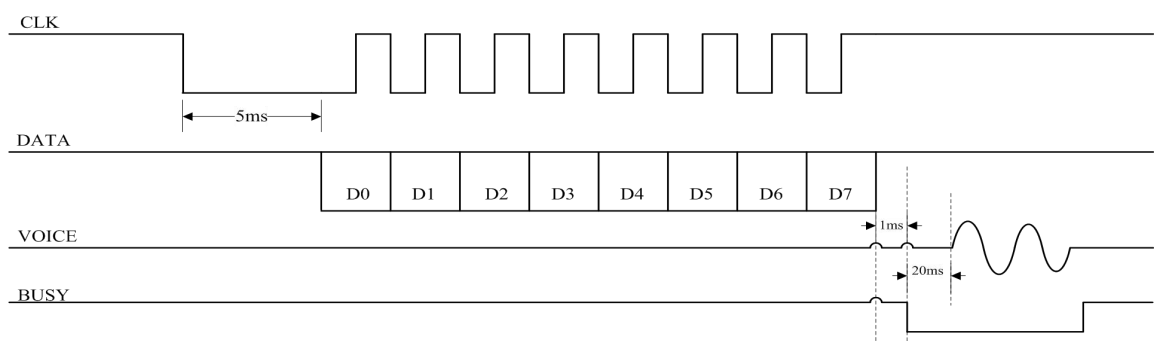 CLK
5ms
DATA
D0 D1 D2 D3 D4 D5 D6 D7
1ms
VOICE
20ms
BUSY